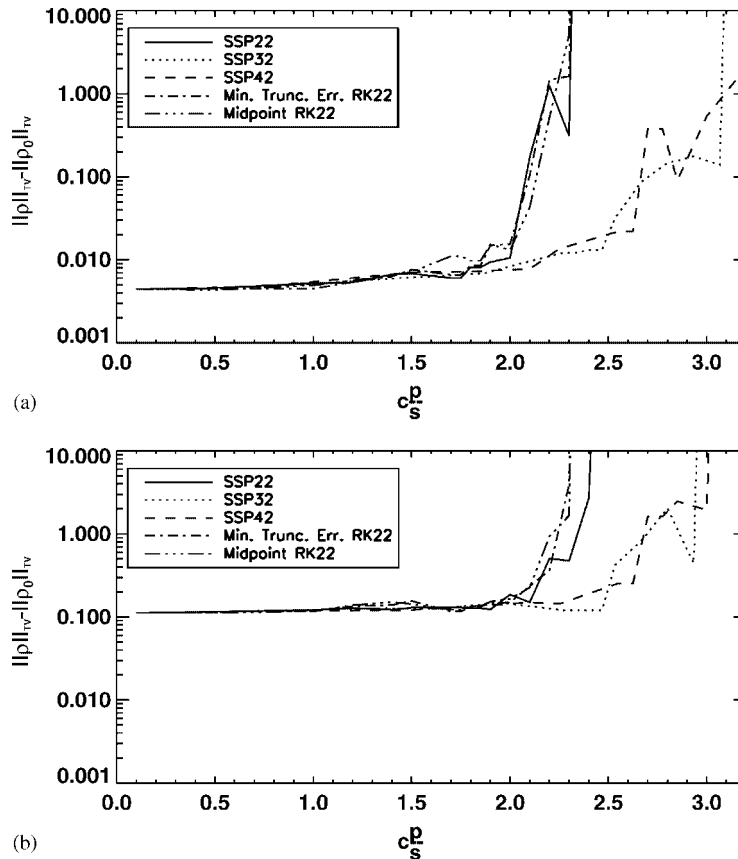 10.000
1.000
0.100
0.010
0.001
||ρ||TV-||ρ0||TV
SSP22
SSP32
SSP42
Min. Trunc. Err. RK22
Midpoint RK22
0.0 0.5 1.0 1.5 2.0 2.5 3.0
c p/s
(a)
10.000
1.000
0.100
0.010
0.001
||ρ||TV-||ρ0||TV
SSP22
SSP32
SSP42
Min. Trunc. Err. RK22
Midpoint RK22
0.0 0.5 1.0 1.5 2.0 2.5 3.0
c p/s
(b)